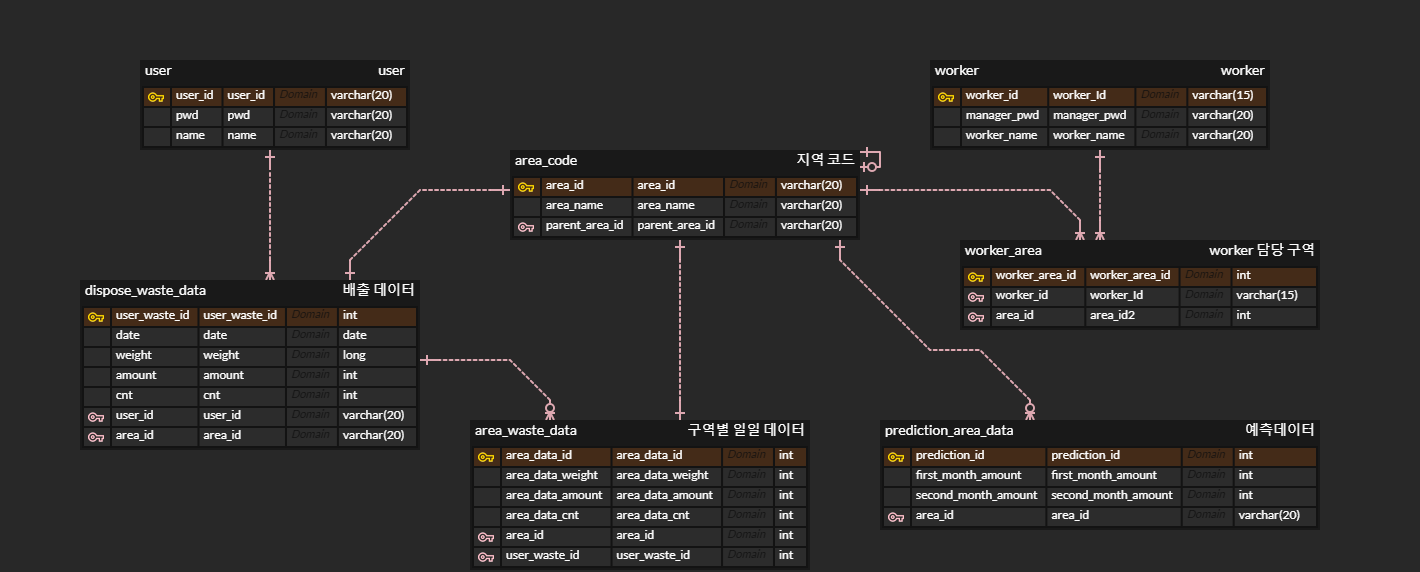 user user
user_id user_id Domain varchar(20)
pwd pwd Domain varchar(20)
name name Domain varchar(20)
worker worker
worker_id worker_Id Domain varchar(15)
manager_pwd manager_pwd Domain varchar(20)
worker_name worker_name Domain varchar(20)
area_code 지역 코드
area_id area_id Domain varchar(20)
area_name area_name Domain varchar(20)
parent_area_id parent_area_id Domain varchar(20)
worker_area worker 담당 구역
worker_area_id worker_area_id Domain int
worker_id worker_Id Domain varchar(15)
area_id area_id2 Domain int
dispose_waste_data 배출 데이터
user_waste_id user_waste_id Domain int
date date Domain date
weight weight Domain long
amount amount Domain int
cnt cnt Domain int
user_id user_id Domain varchar(20)
area_id area_id Domain varchar(20)
area_waste_data 구역별 일일 데이터
area_data_id area_data_id Domain int
area_data_weight area_data_weight Domain int
area_data_amount area_data_amount Domain int
area_data_cnt area_data_cnt Domain int
area_id area_id Domain int
user_waste_id user_waste_id Domain int
prediction_area_data 예측데이터
prediction_id prediction_id Domain int
first_month_amount first_month_amount Domain int
second_month_amount second_month_amount Domain int
area_id area_id Domain varchar(20)